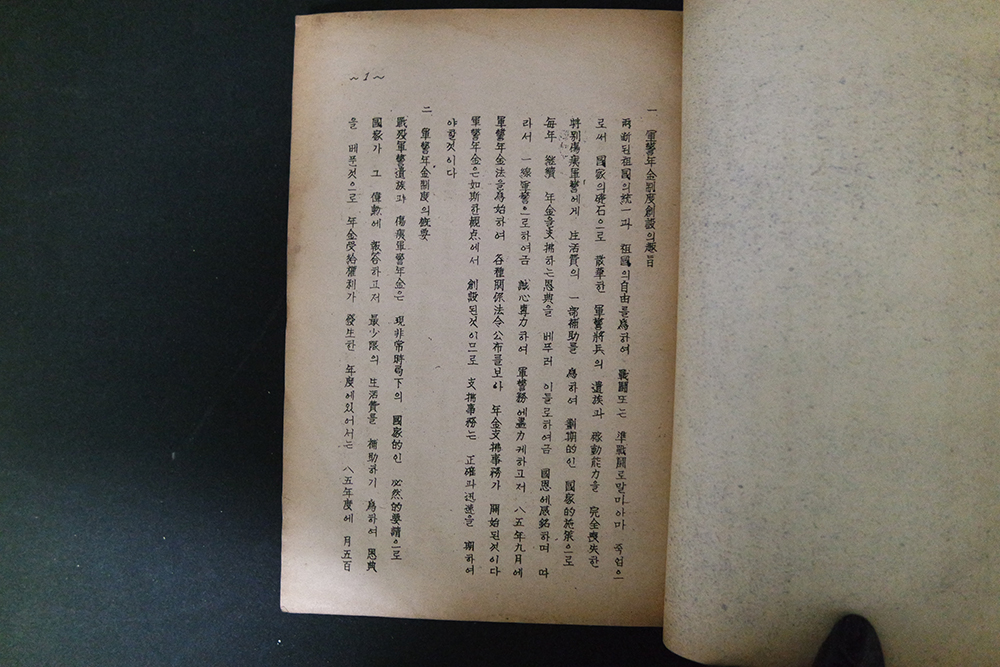 一 軍警年金制度創設의趣旨
兩斷된祖國의統一과 祖國의自由를爲하여 戰鬪또는 準戰鬪로말미아마 죽엄으
로써 國家의礎石으로 散華한 軍警將兵의 遺族과 稼動能力을 完全喪失한
特別傷痍軍警에게 生活費의 一部補助를 爲하여 劃期的인 國家的施策으로
每年 繼續 年金을支拂하는恩典을 베푸러 이들로하여금 國恩에感銘하며 따
라서 一線軍警으로하여금 誠心專力하여 軍警務에盡力케하고저 八五年九月에
軍警年金法을爲始하여 各種關係法令公布를보아 年金支拂事務가 開始된것이다
軍警年金은如斯한觀点에서 創設된것이므로 支拂事務는 正確과迅速을 期하여
야할것이다
二 軍警年金制度의概要
戰歿軍警遺族과 傷痍軍警年金은 現非常時局下의 國家的인 必然的要請으로
國家가 그 偉勳에 報答하고저 最少限의 生活費를 補助하기 爲하여 恩典
을 베푼것으로 年金受給權利가 發生한 年度에있어서는 八五年度에 月五百
~1~